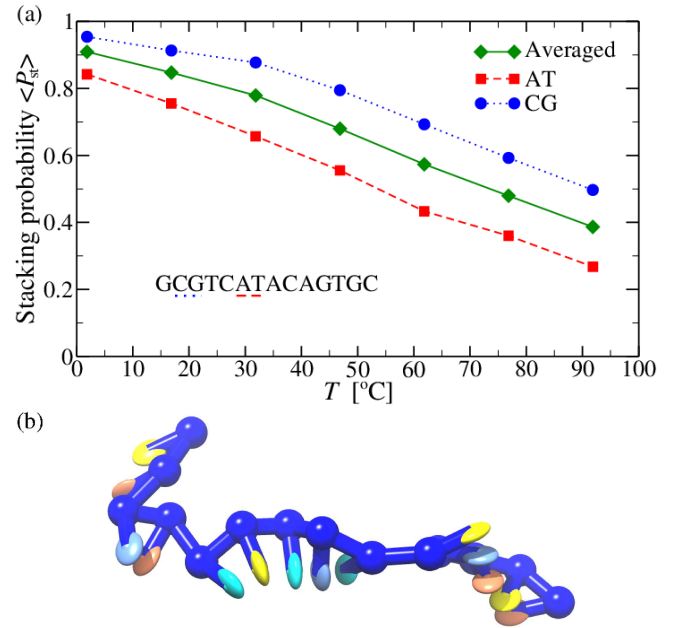 (a)
Stacking probability <P_st>
1
0.8
0.6
0.4
0.2
0
Averaged
AT
CG
GCGTCATACAGTGC
0 10 20 30 40 50 60 70 80 90 100
T [°C]
(b)